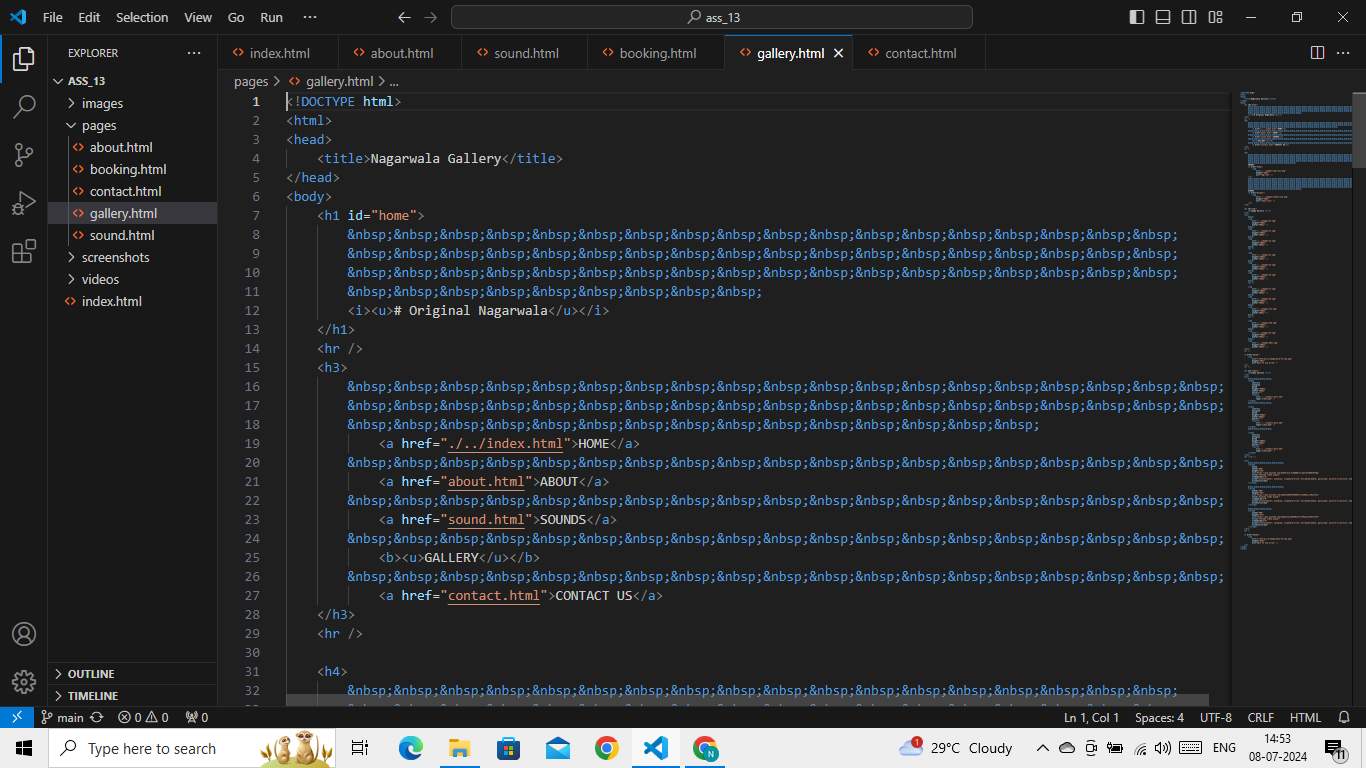 File Edit Selection View Go Run ··· ass_13
EXPLORER ···
ASS_13
images
pages
about.html
booking.html
contact.html
gallery.html
sound.html
screenshots
videos
index.html
OUTLINE
TIMELINE
index.html about.html sound.html booking.html gallery.html contact.html ···
pages > gallery.html > ...
1 <!DOCTYPE html>
2 <html>
3 <head>
4 <title>Nagarwala Gallery</title>
5 </head>
6 <body>
7 <h1 id="home">
8 &nbsp;&nbsp;&nbsp;&nbsp;&nbsp;&nbsp;&nbsp;&nbsp;&nbsp;&nbsp;&nbsp;&nbsp;&nbsp;&nbsp;&nbsp;&nbsp;&nbsp;&nbsp;
9 &nbsp;&nbsp;&nbsp;&nbsp;&nbsp;&nbsp;&nbsp;&nbsp;&nbsp;&nbsp;&nbsp;&nbsp;&nbsp;&nbsp;&nbsp;&nbsp;&nbsp;&nbsp;
10 &nbsp;&nbsp;&nbsp;&nbsp;&nbsp;&nbsp;&nbsp;&nbsp;&nbsp;&nbsp;&nbsp;&nbsp;&nbsp;&nbsp;&nbsp;&nbsp;&nbsp;&nbsp;
11 &nbsp;&nbsp;&nbsp;&nbsp;&nbsp;&nbsp;&nbsp;&nbsp;&nbsp;
12 <i><u># Original Nagarwala</u></i>
13 </h1>
14 <hr />
15 <h3>
16 &nbsp;&nbsp;&nbsp;&nbsp;&nbsp;&nbsp;&nbsp;&nbsp;&nbsp;&nbsp;&nbsp;&nbsp;&nbsp;&nbsp;&nbsp;&nbsp;&nbsp;&nbsp;&nbsp;
17 &nbsp;&nbsp;&nbsp;&nbsp;&nbsp;&nbsp;&nbsp;&nbsp;&nbsp;&nbsp;&nbsp;&nbsp;&nbsp;&nbsp;&nbsp;&nbsp;&nbsp;&nbsp;&nbsp;
18 &nbsp;&nbsp;&nbsp;&nbsp;&nbsp;&nbsp;&nbsp;&nbsp;&nbsp;&nbsp;&nbsp;&nbsp;&nbsp;&nbsp;&nbsp;
19 <a href="./../index.html">HOME</a>
20 &nbsp;&nbsp;&nbsp;&nbsp;&nbsp;&nbsp;&nbsp;&nbsp;&nbsp;&nbsp;&nbsp;&nbsp;&nbsp;&nbsp;&nbsp;&nbsp;&nbsp;&nbsp;&nbsp;
21 <a href="about.html">ABOUT</a>
22 &nbsp;&nbsp;&nbsp;&nbsp;&nbsp;&nbsp;&nbsp;&nbsp;&nbsp;&nbsp;&nbsp;&nbsp;&nbsp;&nbsp;&nbsp;&nbsp;&nbsp;&nbsp;&nbsp;
23 <a href="sound.html">SOUNDS</a>
24 &nbsp;&nbsp;&nbsp;&nbsp;&nbsp;&nbsp;&nbsp;&nbsp;&nbsp;&nbsp;&nbsp;&nbsp;&nbsp;&nbsp;&nbsp;&nbsp;&nbsp;&nbsp;&nbsp;
25 <b><u>GALLERY</u></b>
26 &nbsp;&nbsp;&nbsp;&nbsp;&nbsp;&nbsp;&nbsp;&nbsp;&nbsp;&nbsp;&nbsp;&nbsp;&nbsp;&nbsp;&nbsp;&nbsp;&nbsp;&nbsp;&nbsp;
27 <a href="contact.html">CONTACT US</a>
28 </h3>
29 <hr />
30
31 <h4>
32 &nbsp;&nbsp;&nbsp;&nbsp;&nbsp;&nbsp;&nbsp;&nbsp;&nbsp;&nbsp;&nbsp;&nbsp;&nbsp;&nbsp;&nbsp;&nbsp;&nbsp;&nbsp;
main 0 0 0 Ln 1, Col 1 Spaces: 4 UTF-8 CRLF HTML
Type here to search N 1 29°C Cloudy ENG 14:53
08-07-2024 11